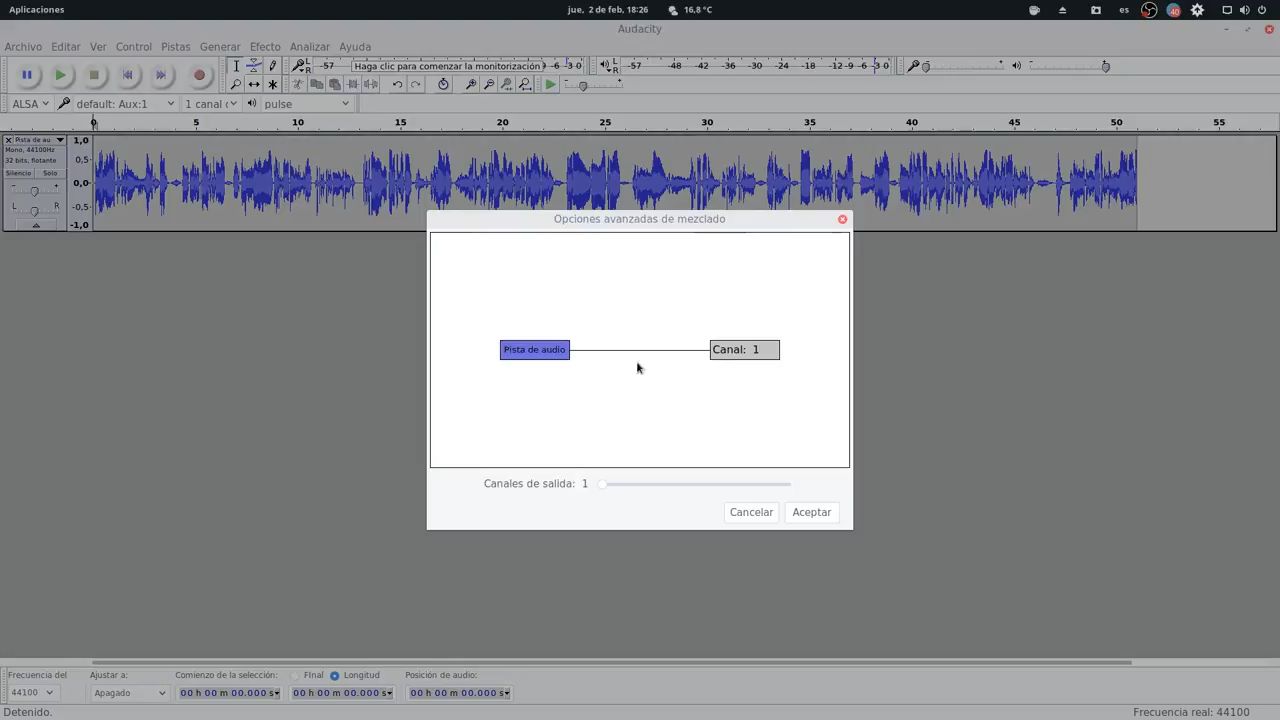 Aplicaciones
jue, 2 de feb, 18:26
16,8 °C
es
40
Audacity
Archivo Editar Ver Control Pistas Generar Efecto Analizar Ayuda
L
R
-57 Haga clic para comenzar la monitorización -6 -3 0
L
R
-57 -48 -42 -36 -30 -24 -18 -12 -9 -6 -3 0
- +
- +
- +
ALSA
default: Aux:1
1 canal (
pulse
0 5 10 15 20 25 30 35 40 45 50 55
Pista de au
Mono, 44100Hz
32 bits, flotante
Silencio Solo
- +
L R
1,0
0,5
0,0
-0,5
-1,0
Opciones avanzadas de mezclado
Pista de audio
Canal: 1
Canales de salida: 1
Cancelar
Aceptar
Frecuencia del
Ajustar a:
Comienzo de la selección:
FInal
Longitud
Posición de audio:
44100
Apagado
00 h 00 m 00.000 s
00 h 00 m 00.000 s
00 h 00 m 00.000 s
Detenido.
Frecuencia real: 44100